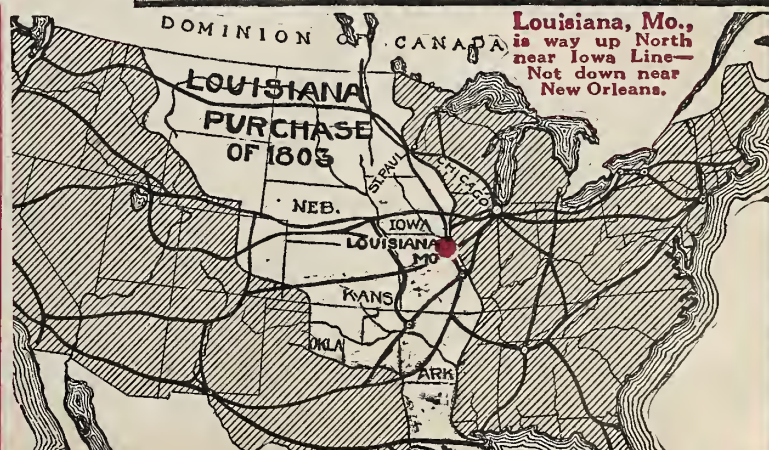 Louisiana, Mo.,
is way up North
near Iowa Line—
Not down near
New Orleans.
DOMINION OF CANADA
LOUISIANA
PURCHASE
OF 1803
ST. PAUL
CHICAGO
NEB.
IOWA
LOUISIANA
MO
KANS
OKLA
ARK